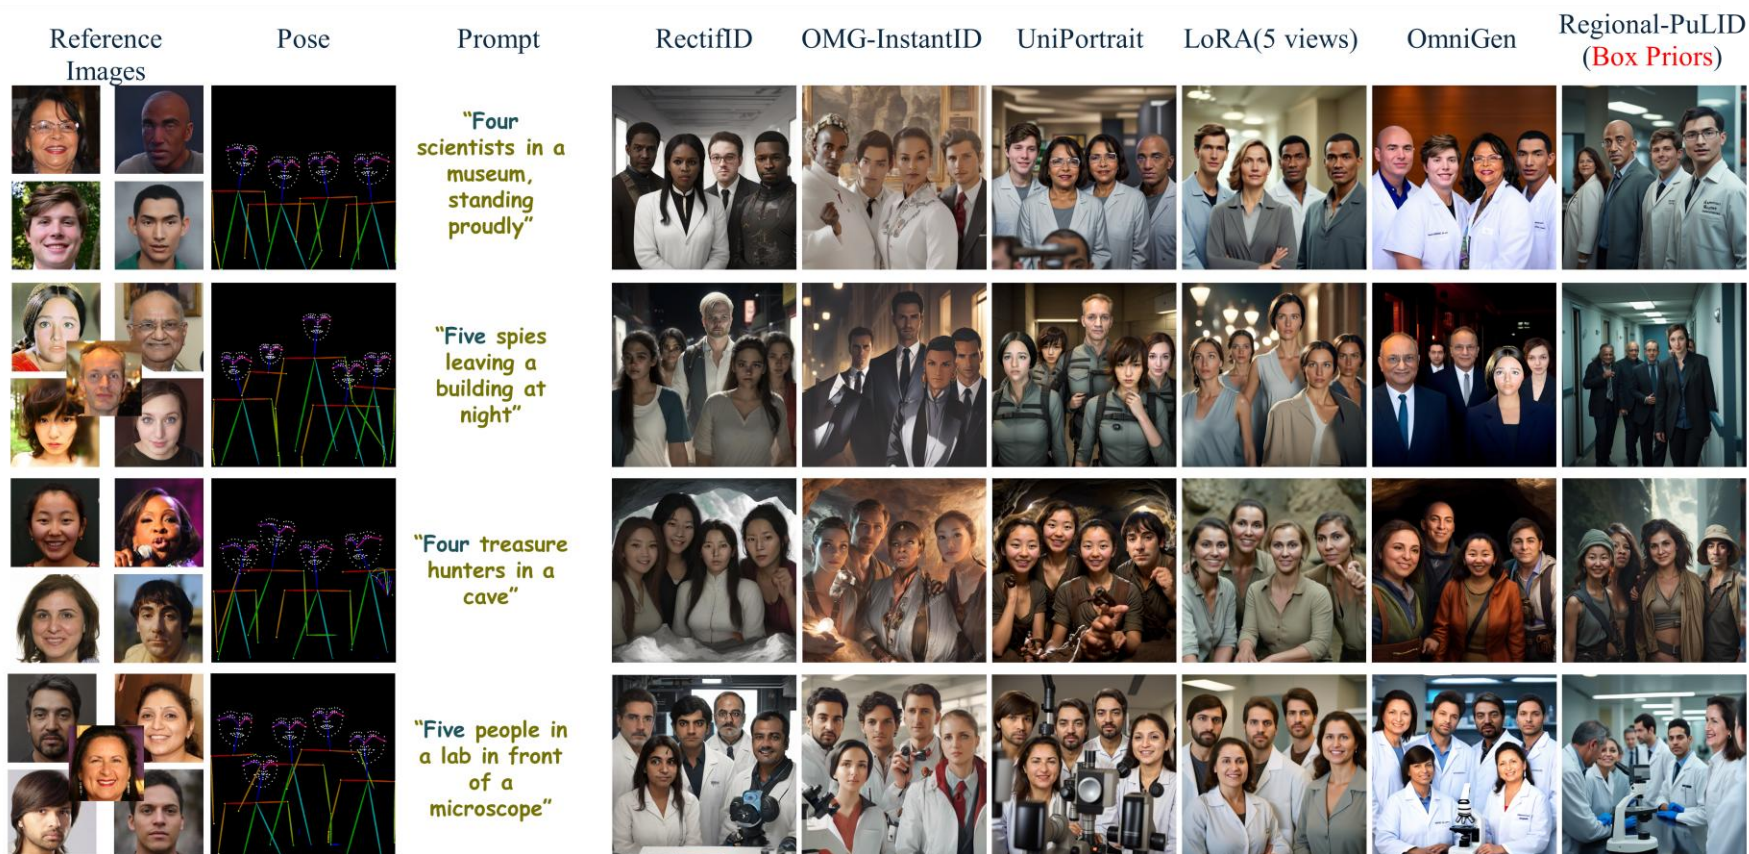 Reference
Images
Pose
Prompt
RectifID
OMG-InstantID
UniPortrait
LoRA(5 views)
OmniGen
Regional-PuLID
(Box Priors)
“Four
scientists in a
museum,
standing
proudly”
“Five spies
leaving a
building at
night”
“Four treasure
hunters in a
cave”
“Five people in
a lab in front
of a
microscope”